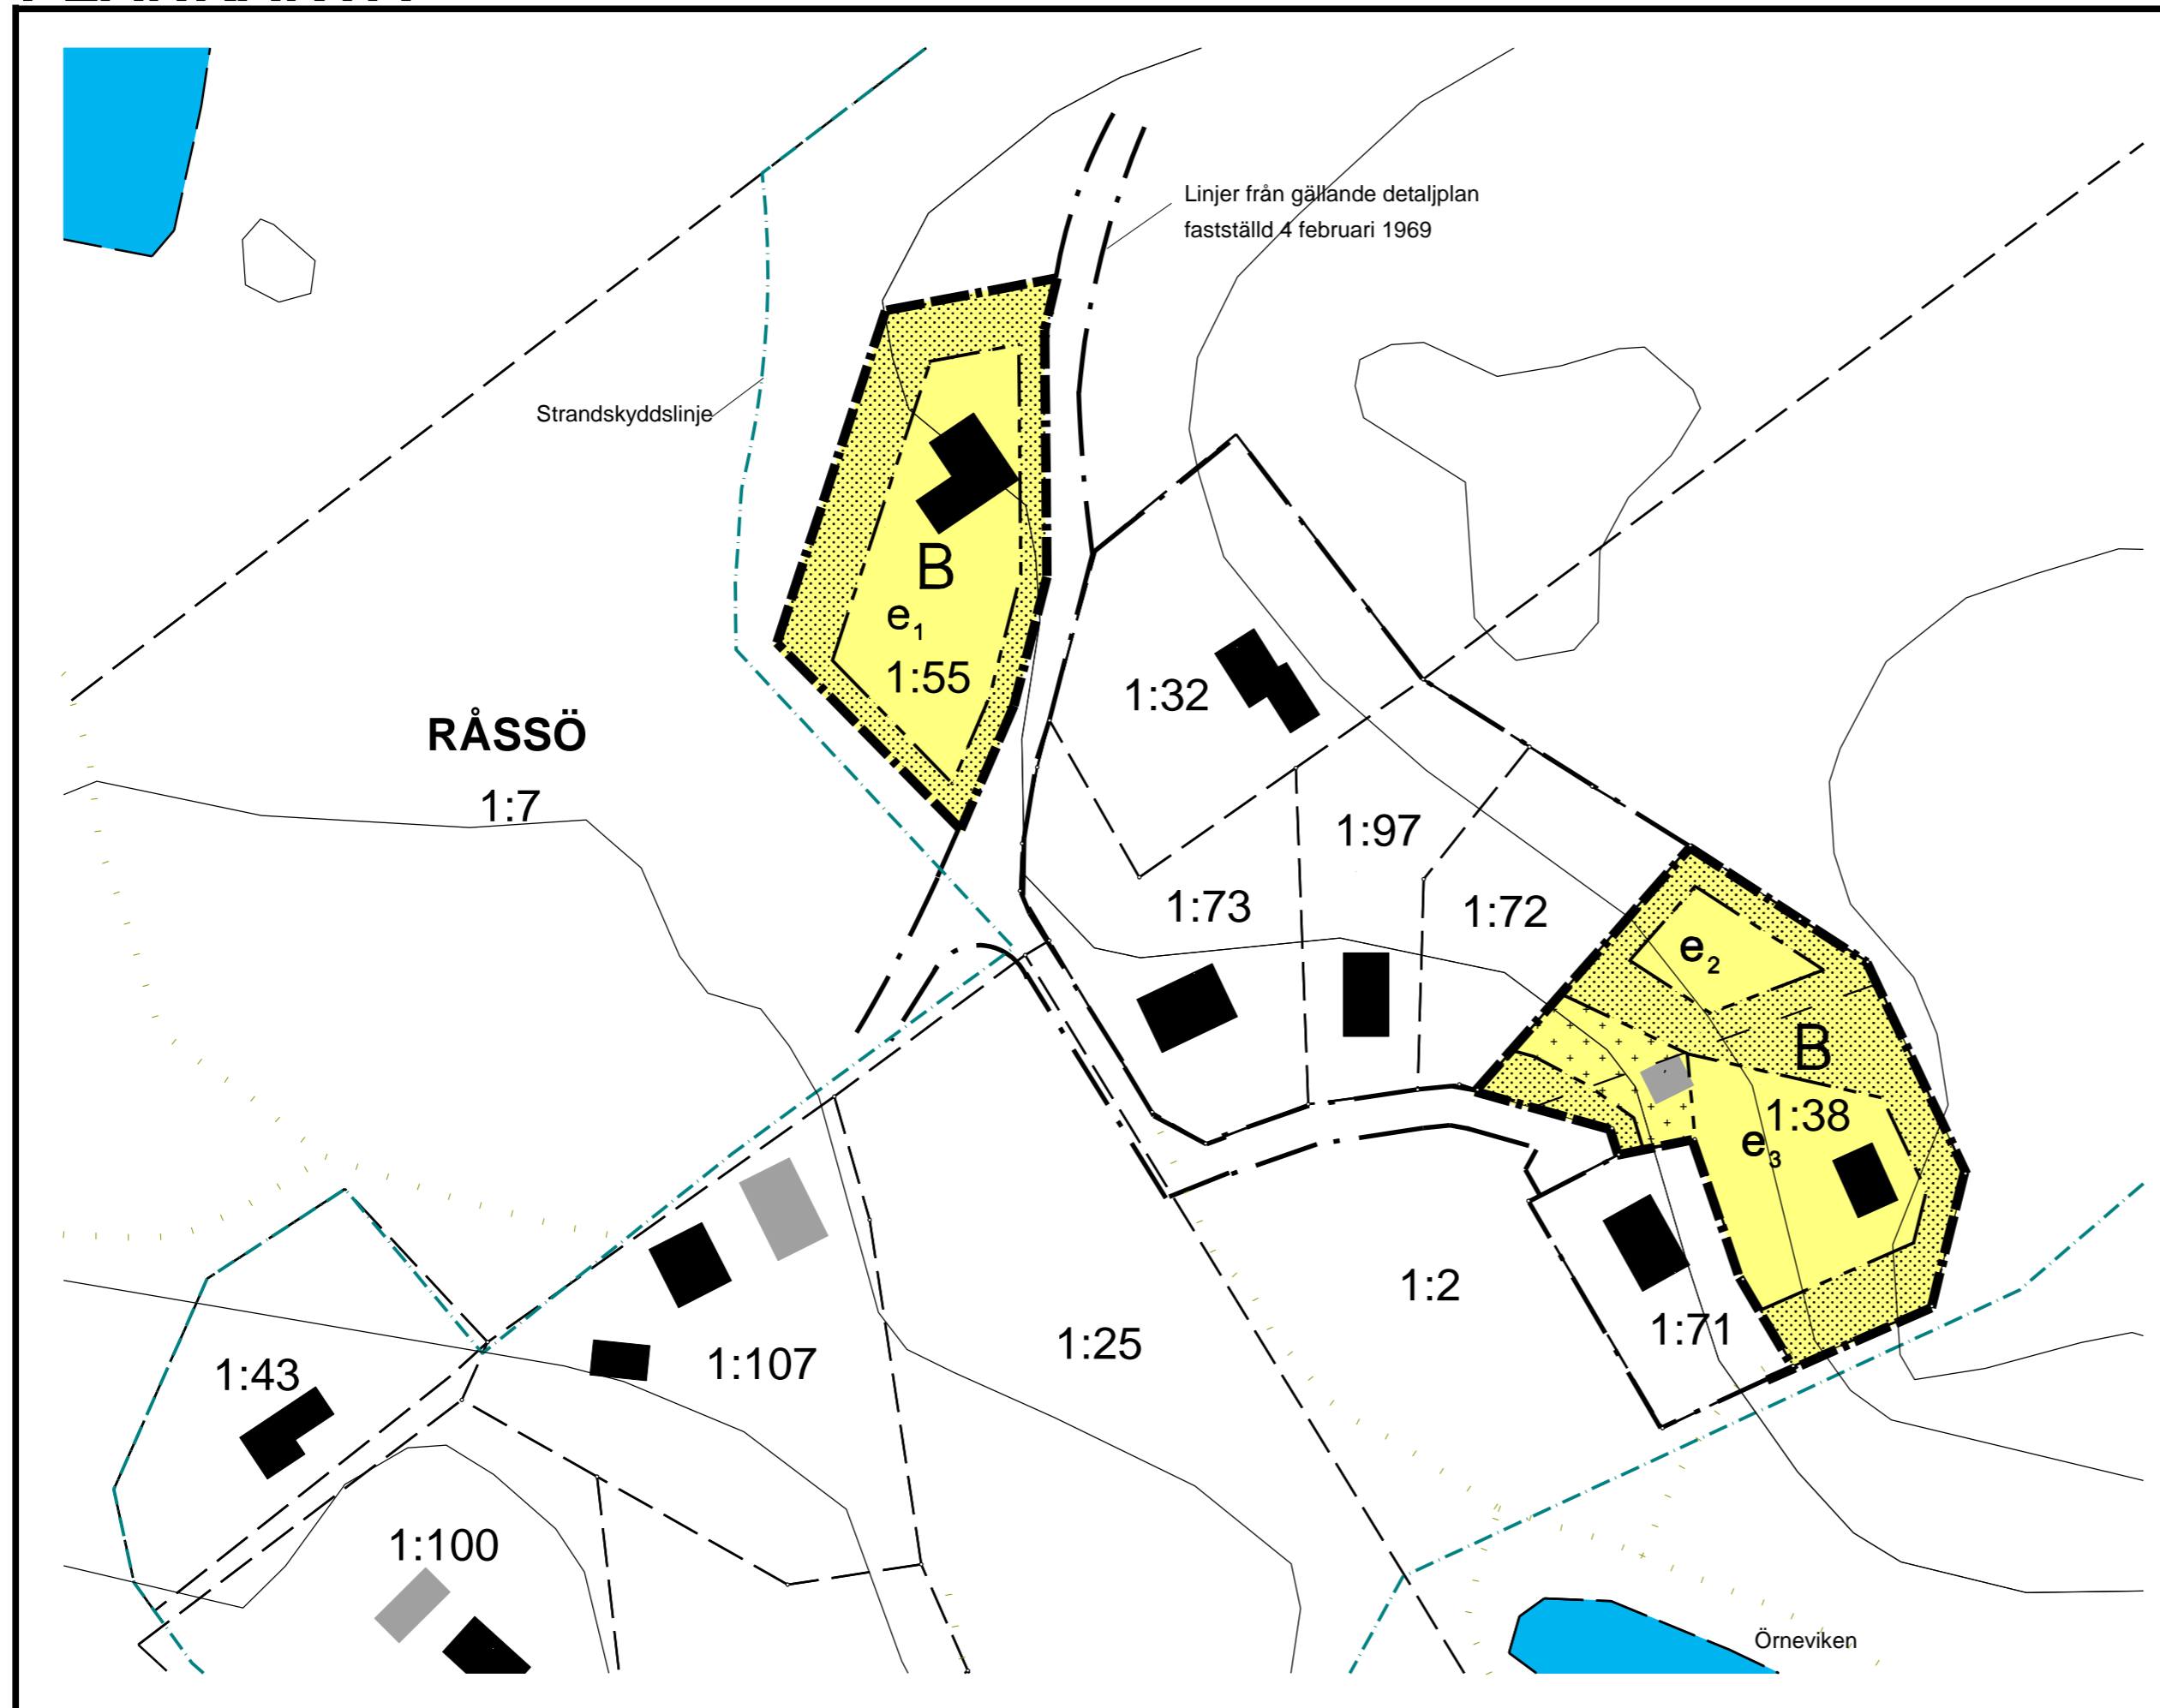 Linjer från gällande detaljplan
fastställd 4 februari 1969
Strandskyddslinje
B
e1
1:55
1:32
RÅSSÖ
1:7
1:97
1:73
1:72
e2
B
1:38
e3
1:2
1:71
1:25
1:107
1:43
1:100
Örneviken